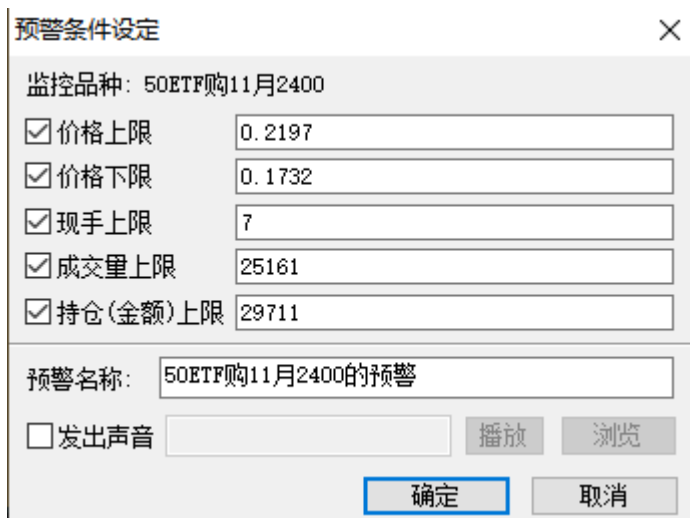 预警条件设定
监控品种: 50ETF购11月2400
价格上限 0.2197
价格下限 0.1732
现手上限 7
成交量上限 25161
持仓(金额)上限 29711
预警名称: 50ETF购11月2400的预警
发出声音 播放 浏览
确定 取消